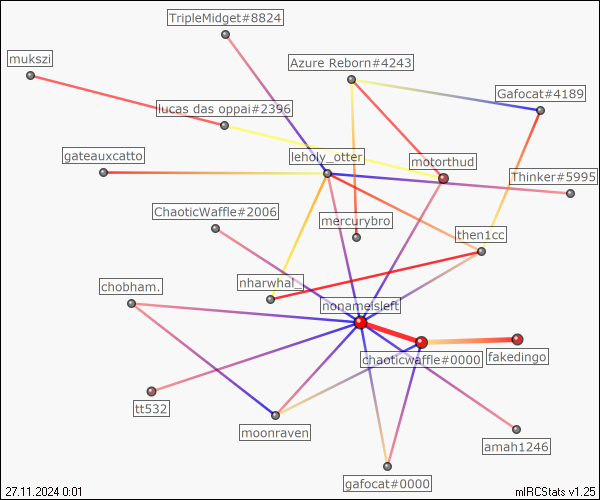 TripleMidget#8824
mukszi
Azure Reborn#4243
Gafocat#4189
lucas das oppai#2396
gateauxcatto
leholy_otter
motorthud
Thinker#5995
ChaoticWaffle#2006
mercurybro
then1cc
chobham.
nharwhal_
nonameisleft
chaoticwaffle#0000
fakedingo
tt532
moonraven
amah1246
gafocat#0000
27.11.2024 0:01
mIRCStats v1.25